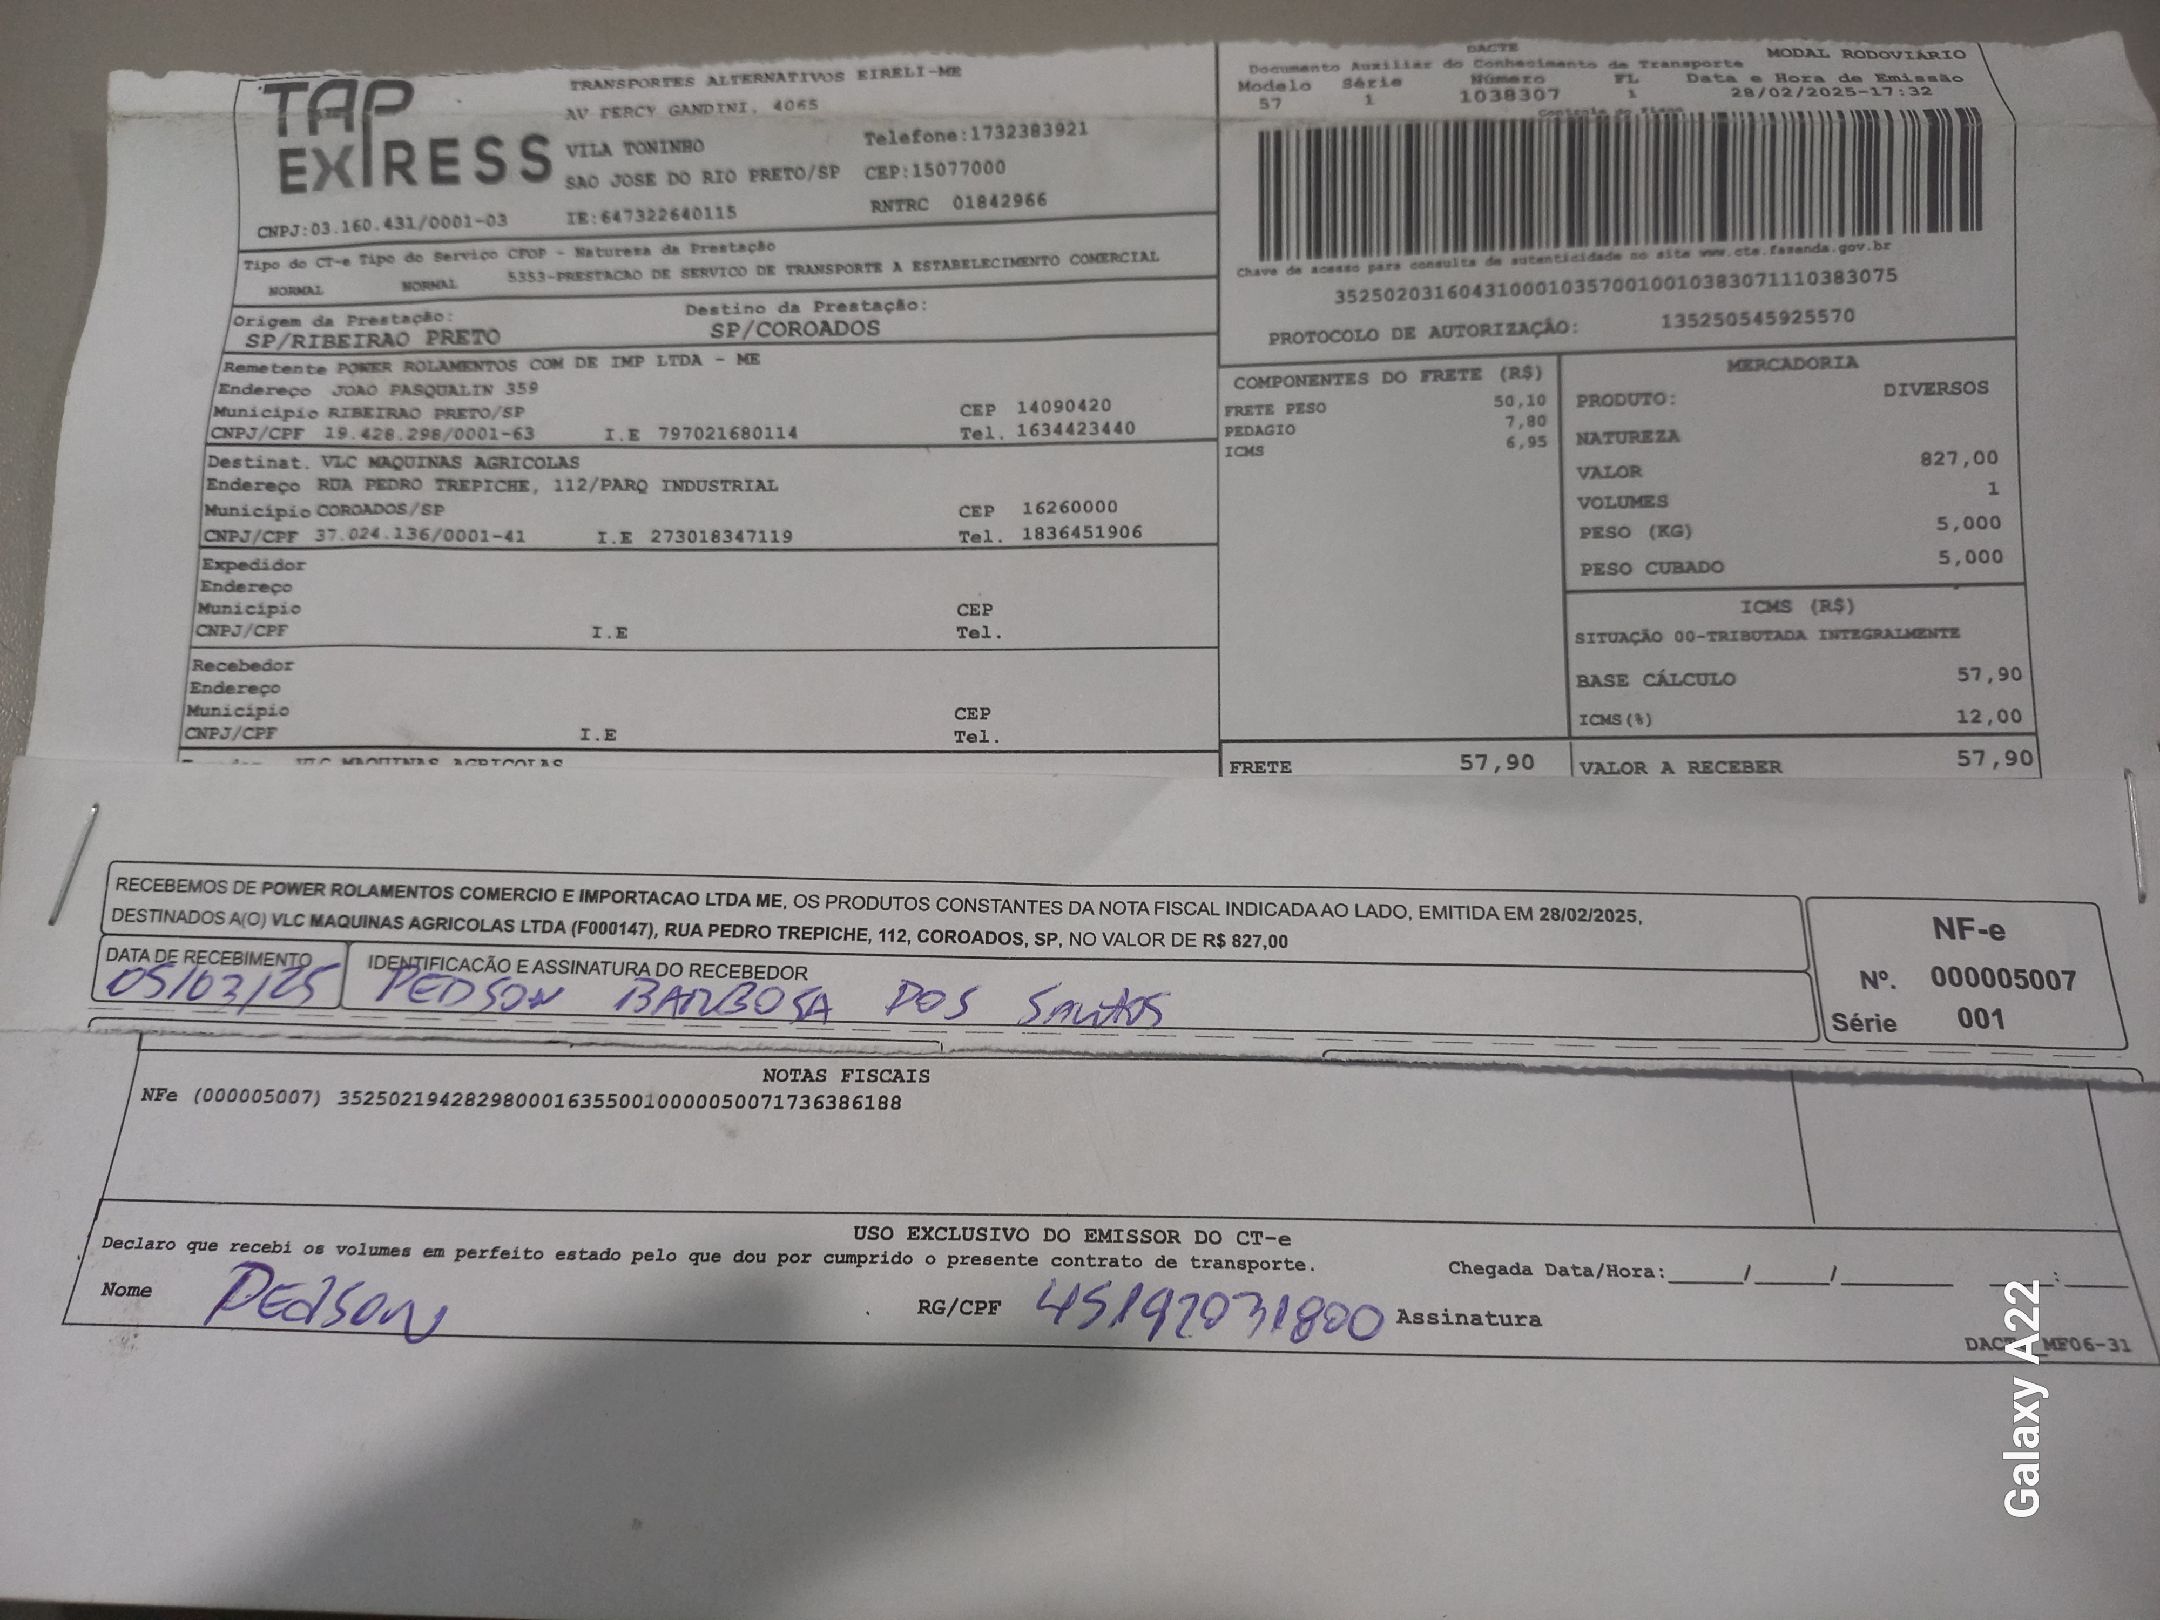 TAP EXPRESS
TRANSPORTES ALTERNATIVOS EIRELI-ME
AV PERCY GANDINI, 4065
VILA TONINHO Telefone:1732383921
SAO JOSE DO RIO PRETO/SP CEP:15077000
CNPJ:03.160.431/0001-03 IE:647322640115 RNTRC 01842966
DACTE MODAL RODOVIÁRIO
Documento Auxiliar do Conhecimento de Transporte
Modelo Série Número FL Data e Hora de Emissão
57 1 1038307 1 28/02/2025-17:32
Controle do Fisco
Chave de acesso para consulta de autenticidade no site www.cte.fazenda.gov.br
35250203160431000103570010010383071110383075
PROTOCOLO DE AUTORIZAÇÃO: 135250545925570
Tipo do CT-e Tipo do Serviço CFOP - Natureza da Prestação
NORMAL NORMAL 5353-PRESTACAO DE SERVICO DE TRANSPORTE A ESTABELECIMENTO COMERCIAL
Origem da Prestação: Destino da Prestação:
SP/RIBEIRAO PRETO SP/COROADOS
Remetente POWER ROLAMENTOS COM DE IMP LTDA - ME
Endereço JOAO PASQUALIN 359
Município RIBEIRAO PRETO/SP CEP 14090420
CNPJ/CPF 19.428.298/0001-63 I.E 797021680114 Tel. 1634423440
Destinat. VLC MAQUINAS AGRICOLAS
Endereço RUA PEDRO TREPICHE, 112/PARQ INDUSTRIAL
Município COROADOS/SP CEP 16260000
CNPJ/CPF 37.024.136/0001-41 I.E 273018347119 Tel. 1836451906
Expedidor
Endereço
Município CEP
CNPJ/CPF I.E Tel.
Recebedor
Endereço
Município CEP
CNPJ/CPF I.E Tel.
VLC MAQUINAS AGRICOLAS
COMPONENTES DO FRETE (R$)
FRETE PESO 50,10
PEDAGIO 7,80
ICMS 6,95
FRETE 57,90
MERCADORIA
PRODUTO: DIVERSOS
NATUREZA
VALOR 827,00
VOLUMES 1
PESO (KG) 5,000
PESO CUBADO 5,000
ICMS (R$)
SITUAÇÃO 00-TRIBUTADA INTEGRALMENTE
BASE CÁLCULO 57,90
ICMS(%) 12,00
VALOR A RECEBER 57,90
RECEBEMOS DE POWER ROLAMENTOS COMERCIO E IMPORTACAO LTDA ME, OS PRODUTOS CONSTANTES DA NOTA FISCAL INDICADA AO LADO, EMITIDA EM 28/02/2025,
DESTINADOS A(O) VLC MAQUINAS AGRICOLAS LTDA (F000147), RUA PEDRO TREPICHE, 112, COROADOS, SP, NO VALOR DE R$ 827,00
DATA DE RECEBIMENTO IDENTIFICAÇÃO E ASSINATURA DO RECEBEDOR
05/03/25 PEDSON BARBOSA DOS SANTOS
NF-e
Nº. 000005007
Série 001
NOTAS FISCAIS
NFe (000005007) 35250219428298000163550010000050071736386188
USO EXCLUSIVO DO EMISSOR DO CT-e
Declaro que recebi os volumes em perfeito estado pelo que dou por cumprido o presente contrato de transporte.
Chegada Data/Hora:_____/_____/_______ ___:____
Nome PEDSON RG/CPF 45192031800 Assinatura
MF06-31
Galaxy A22